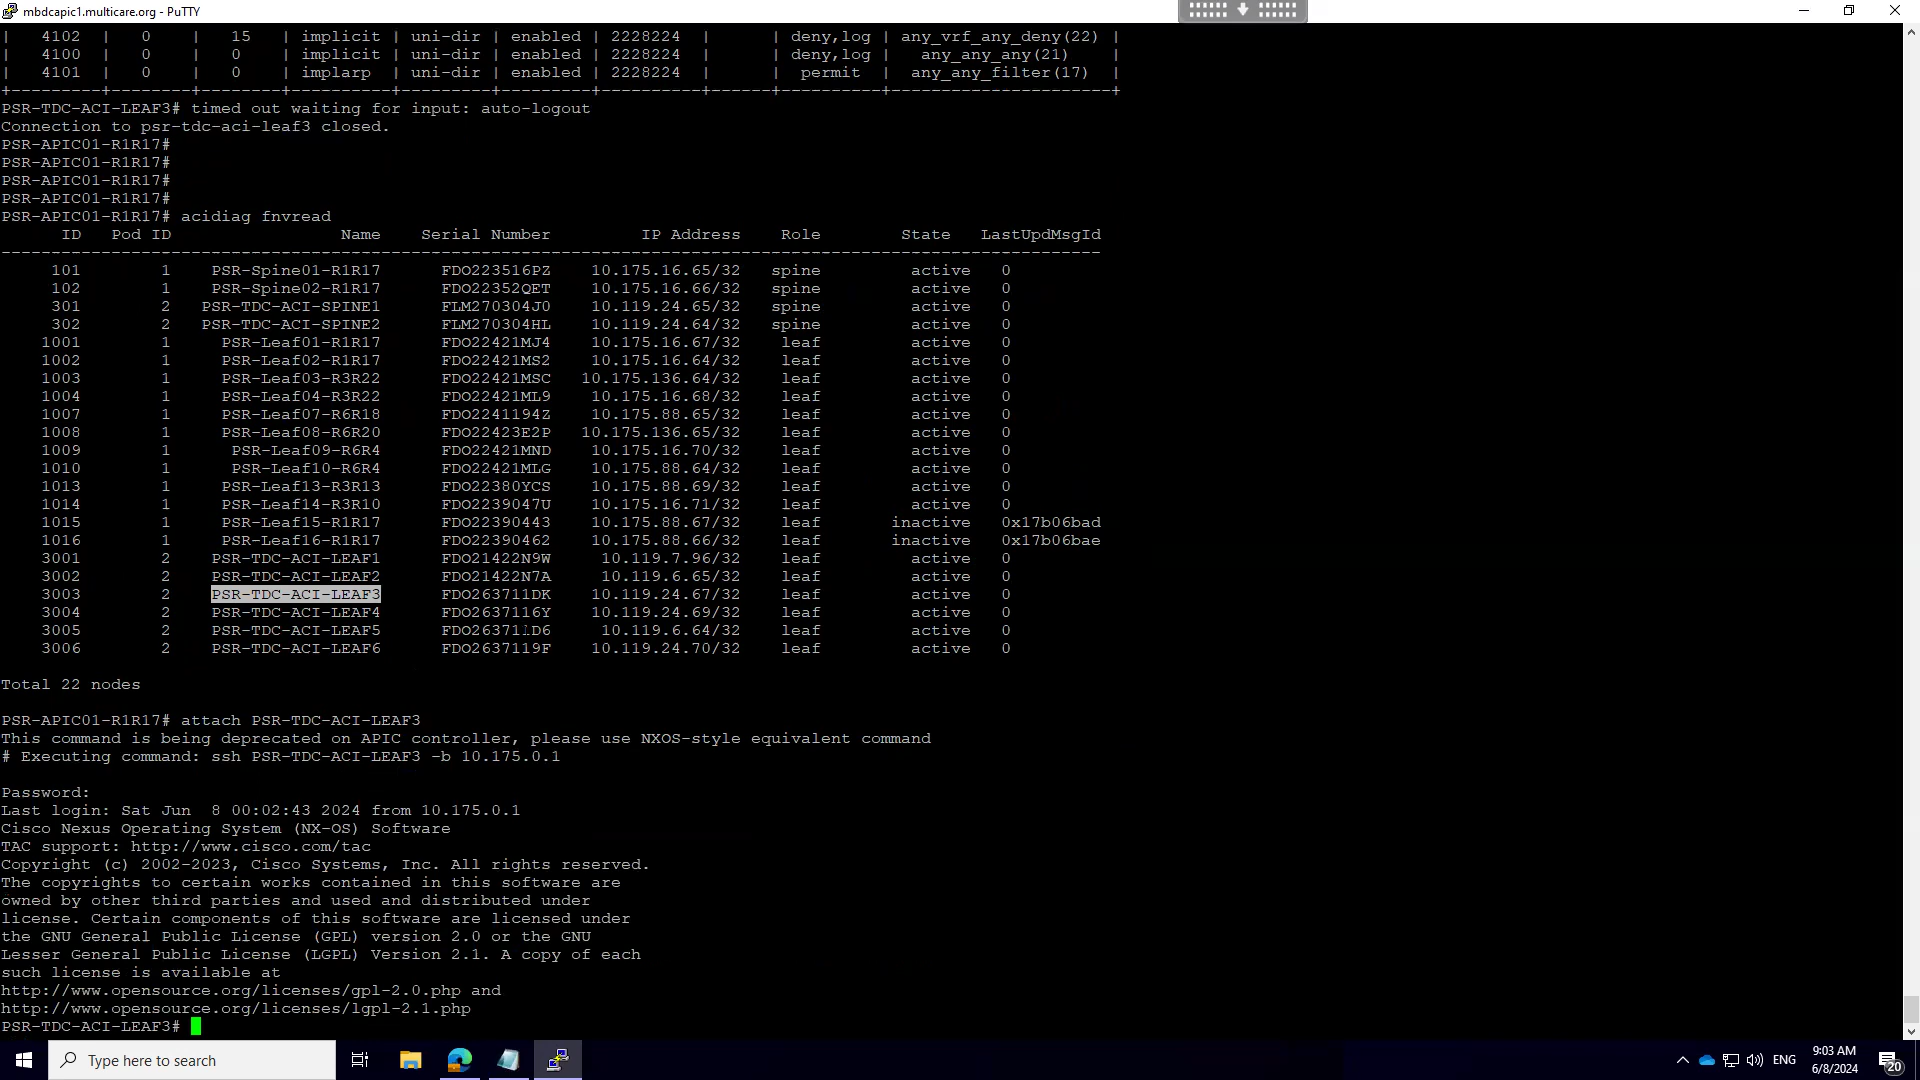 mbdcapic1.multicare.org - PuTTY
|   4102  |   0    |   15   | implicit | uni-dir | enabled | 2228224 |      | deny,log | any_vrf_any_deny(22) |
|   4100  |   0    |   0    | implicit | uni-dir | enabled | 2228224 |      | deny,log |   any_any_any(21)    |
|   4101  |   0    |   0    | implarp  | uni-dir | enabled | 2228224 |      |  permit  |  any_any_filter(17)  |
+---------+--------+--------+----------+---------+---------+---------+------+----------+----------------------+
PSR-TDC-ACI-LEAF3# timed out waiting for input: auto-logout
Connection to psr-tdc-aci-leaf3 closed.
PSR-APIC01-R1R17#
PSR-APIC01-R1R17#
PSR-APIC01-R1R17#
PSR-APIC01-R1R17#
PSR-APIC01-R1R17# acidiag fnvread
ID   Pod ID   Name   Serial Number   IP Address   Role   State   LastUpdMsgId
--------------------------------------------------------------------------------------------------------------
101   1   PSR-Spine01-R1R17   FDO223516PZ   10.175.16.65/32   spine   active   0
102   1   PSR-Spine02-R1R17   FDO22352QET   10.175.16.66/32   spine   active   0
301   2   PSR-TDC-ACI-SPINE1   FLM270304J0   10.119.24.65/32   spine   active   0
302   2   PSR-TDC-ACI-SPINE2   FLM270304HL   10.119.24.64/32   spine   active   0
1001   1   PSR-Leaf01-R1R17   FDO22421MJ4   10.175.16.67/32   leaf   active   0
1002   1   PSR-Leaf02-R1R17   FDO22421MS2   10.175.16.64/32   leaf   active   0
1003   1   PSR-Leaf03-R3R22   FDO22421MSC   10.175.136.64/32   leaf   active   0
1004   1   PSR-Leaf04-R3R22   FDO22421ML9   10.175.16.68/32   leaf   active   0
1007   1   PSR-Leaf07-R6R18   FDO2241194Z   10.175.88.65/32   leaf   active   0
1008   1   PSR-Leaf08-R6R20   FDO22423E2P   10.175.136.65/32   leaf   active   0
1009   1   PSR-Leaf09-R6R4   FDO22421MND   10.175.16.70/32   leaf   active   0
1010   1   PSR-Leaf10-R6R4   FDO22421MLG   10.175.88.64/32   leaf   active   0
1013   1   PSR-Leaf13-R3R13   FDO22380YCS   10.175.88.69/32   leaf   active   0
1014   1   PSR-Leaf14-R3R10   FDO2239047U   10.175.16.71/32   leaf   active   0
1015   1   PSR-Leaf15-R1R17   FDO22390443   10.175.88.67/32   leaf   inactive   0x17b06bad
1016   1   PSR-Leaf16-R1R17   FDO22390462   10.175.88.66/32   leaf   inactive   0x17b06bae
3001   2   PSR-TDC-ACI-LEAF1   FDO21422N9W   10.119.7.96/32   leaf   active   0
3002   2   PSR-TDC-ACI-LEAF2   FDO21422N7A   10.119.6.65/32   leaf   active   0
3003   2   PSR-TDC-ACI-LEAF3   FDO263711DK   10.119.24.67/32   leaf   active   0
3004   2   PSR-TDC-ACI-LEAF4   FDO2637116Y   10.119.24.69/32   leaf   active   0
3005   2   PSR-TDC-ACI-LEAF5   FDO263711D6   10.119.6.64/32   leaf   active   0
3006   2   PSR-TDC-ACI-LEAF6   FDO2637119F   10.119.24.70/32   leaf   active   0
Total 22 nodes
PSR-APIC01-R1R17# attach PSR-TDC-ACI-LEAF3
This command is being deprecated on APIC controller, please use NXOS-style equivalent command
# Executing command: ssh PSR-TDC-ACI-LEAF3 -b 10.175.0.1
Password:
Last login: Sat Jun  8 00:02:43 2024 from 10.175.0.1
Cisco Nexus Operating System (NX-OS) Software
TAC support: http://www.cisco.com/tac
Copyright (c) 2002-2023, Cisco Systems, Inc. All rights reserved.
The copyrights to certain works contained in this software are
owned by other third parties and used and distributed under
license. Certain components of this software are licensed under
the GNU General Public License (GPL) version 2.0 or the GNU
Lesser General Public License (LGPL) Version 2.1. A copy of each
such license is available at
http://www.opensource.org/licenses/gpl-2.0.php and
http://www.opensource.org/licenses/lgpl-2.1.php
PSR-TDC-ACI-LEAF3#
Type here to search
ENG
9:03 AM
6/8/2024
20